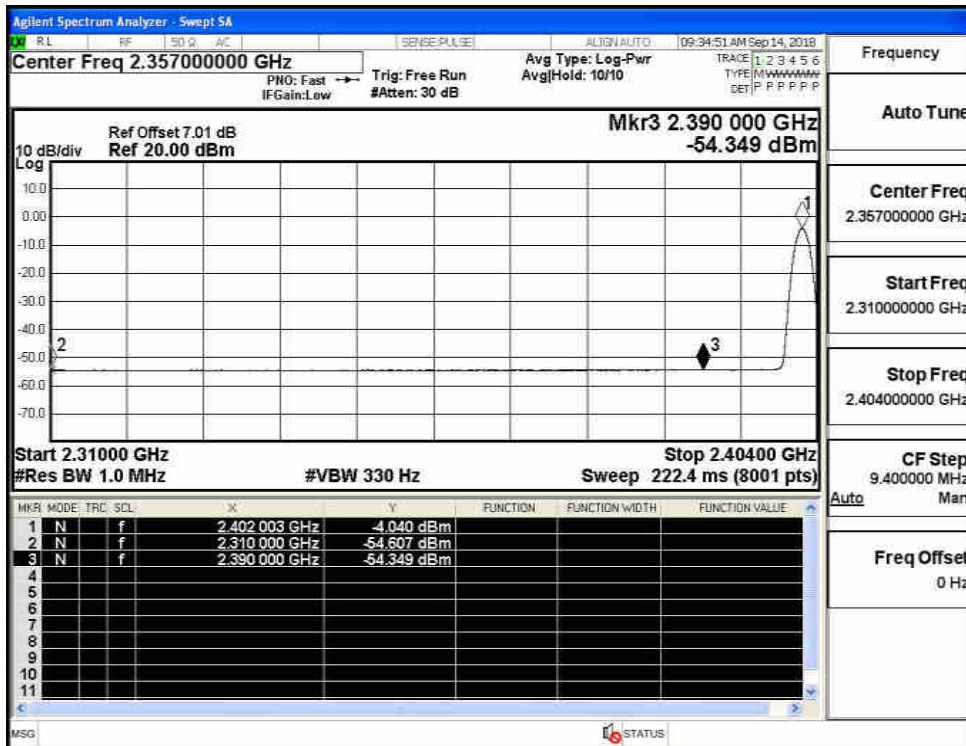 Agilent Spectrum Analyzer - Swept SA
RL RF 50 Ω AC SENSE:PULSE ALIGN AUTO 09:34:51 AM Sep 14, 2018
Center Freq 2.357000000 GHz
PNO: Fast
IFGain:Low
Trig: Free Run
#Atten: 30 dB
Avg Type: Log-Pwr
Avg|Hold: 10/10
TRACE 1 2 3 4 5 6
TYPE M W W W W W
DET P P P P P P
Ref Offset 7.01 dB
10 dB/div Ref 20.00 dBm
Log
Mkr3 2.390 000 GHz
-54.349 dBm
10.0
0.00
-10.0
-20.0
-30.0
-40.0
-50.0
-60.0
-70.0
1
2
3
Start 2.31000 GHz Stop 2.40400 GHz
#Res BW 1.0 MHz #VBW 330 Hz Sweep 222.4 ms (8001 pts)
MKR MODE TRC SCL X Y FUNCTION FUNCTION WIDTH FUNCTION VALUE
1 N f 2.402 003 GHz -4.040 dBm
2 N f 2.310 000 GHz -54.607 dBm
3 N f 2.390 000 GHz -54.349 dBm
4
5
6
7
8
9
10
11
MSG STATUS
Frequency
Auto Tune
Center Freq
2.357000000 GHz
Start Freq
2.310000000 GHz
Stop Freq
2.404000000 GHz
CF Step
9.400000 MHz
Auto Man
Freq Offset
0 Hz